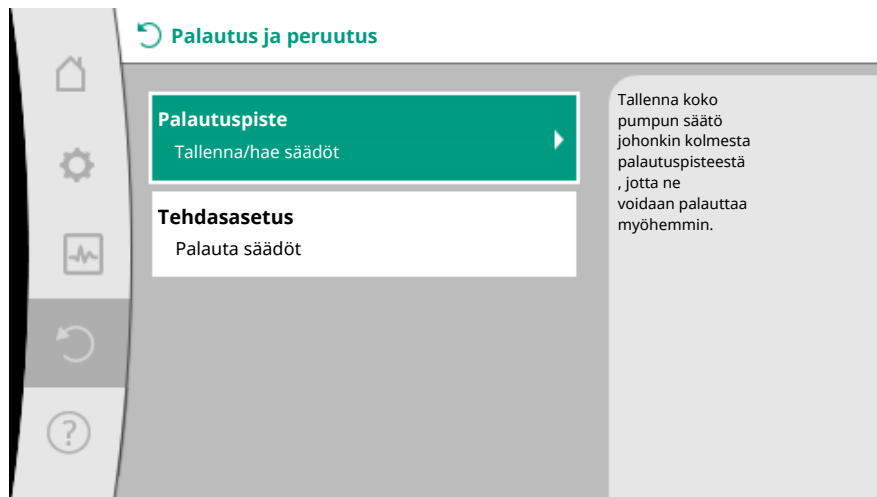 Palautus ja peruutus
Palautuspiste
Tallenna/hae säädöt
Tehdasasetus
Palauta säädöt
Tallenna koko
pumpun säätö
johonkin kolmesta
palautuspisteestä
, jotta ne
voidaan palauttaa
myöhemmin.
?